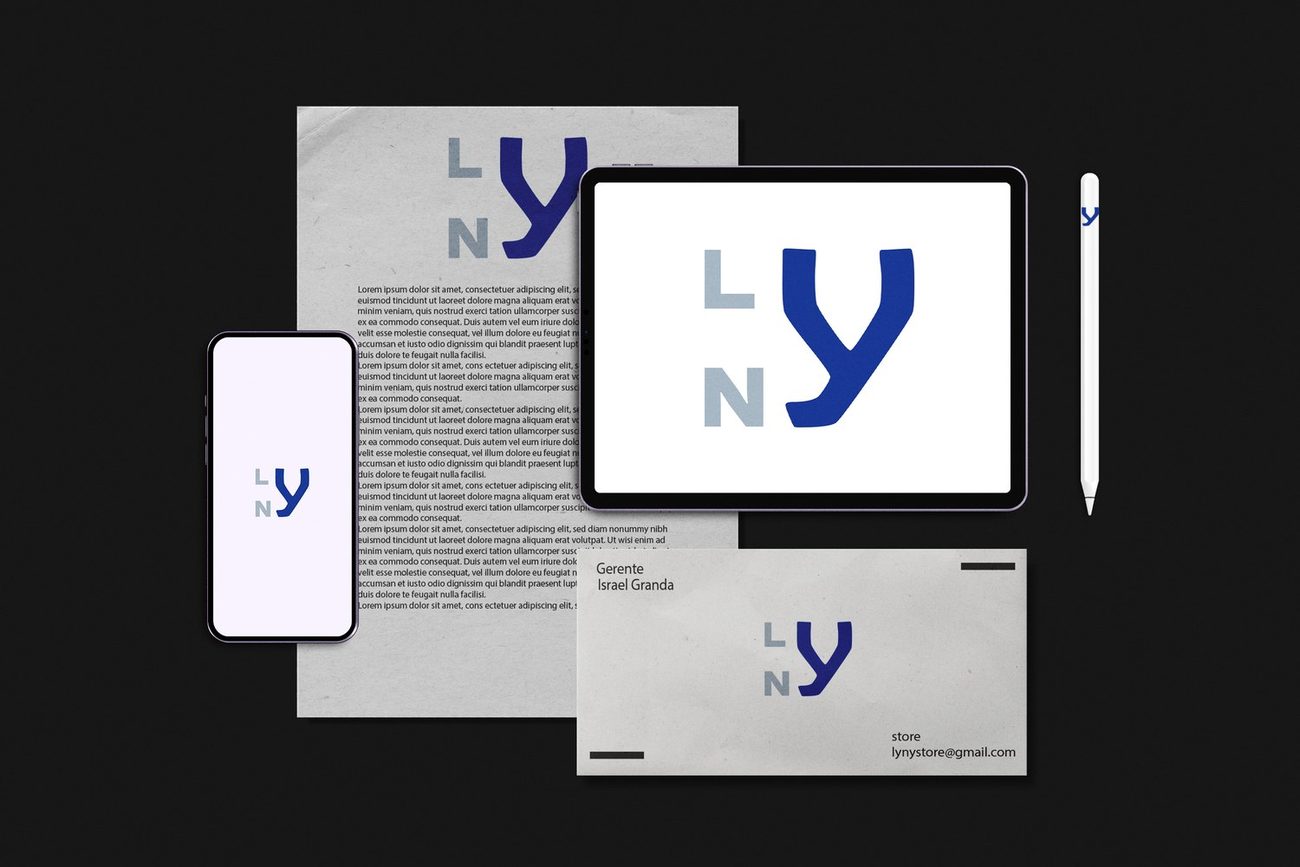 L y
N
Lorem ipsum dolor sit amet, consectetuer adipiscing elit,
euismod tincidunt ut laoreet dolore magna aliquam erat
minim veniam, quis nostrud exerci tation ullamcorper
ex ea commodo consequat. Duis autem vel eum iriure
velit esse molestie consequat, vel illum dolore eu feugiat
accumsan et iusto odio dignissim qui blandit praesent
duis dolore te feugait nulla facilisi.
Lorem ipsum dolor sit amet, cons ectetuer adipiscing elit,
euismod tincidunt ut laoreet dolore magna aliquam erat
minim veniam, quis nostrud exerci tation ullamcorper
ex ea commodo consequat.
Lorem ipsum dolor sit amet, consectetuer adipiscing elit,
euismod tincidunt ut laoreet dolore magna aliquam erat
minim veniam, quis nostrud exerci tation ullamcorper
ex ea commodo consequat. Duis autem vel eum iriure
velit esse molestie consequat, vel illum dolore eu feugiat
accumsan et iusto odio dignissim qui blandit praesent
duis dolore te feugait nulla facilisi.
Lorem ipsum dolor sit amet, cons ectetuer adipiscing elit,
euismod tincidunt ut laoreet dolore magna aliquam erat
minim veniam, quis nostrud exerci tation ullamcorper
ex ea commodo consequat.
Lorem ipsum dolor sit amet, consectetuer adipiscing elit, sed diam nonummy nibh
euismod tincidunt ut laoreet dolore magna aliquam erat volutpat. Ut wisi enim ad
minim veniam, quis nostrud exerci tation ullamcorper
ex ea commodo consequat. Duis autem vel eum iriure
velit esse molestie consequat, vel illum dolore eu feugiat
accumsan et iusto odio dignissim qui blandit praesent
duis dolore te feugait nulla facilisi.
Lorem ipsum dolor sit amet, cons ectetuer adipiscing elit,
L y
N
y
L y
N
Gerente
Israel Granda
L y
N
store
lynystore@gmail.com